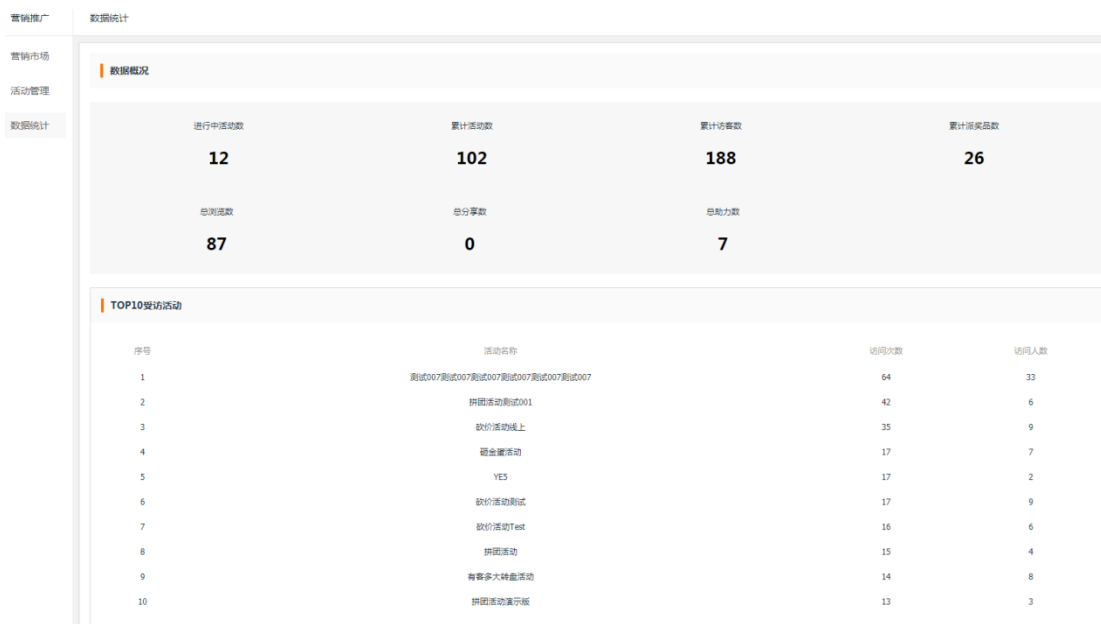 营销推广 数据统计
营销市场
活动管理
数据统计
数据概况
进行中活动数 累计活动数 累计访客数 累计派奖品数
12 102 188 26
总浏览数 总分享数 总助力数
87 0 7
TOP10受访活动
序号 活动名称 访问次数 访问人数
1 测试007测试007测试007测试007测试007测试007 64 33
2 拼团活动测试001 42 6
3 砍价活动线上 35 9
4 砸金蛋活动 17 7
5 YE5 17 2
6 砍价活动测试 17 9
7 砍价活动Test 16 6
8 拼团活动 15 4
9 有客多大转盘活动 14 8
10 拼团活动演示版 13 3